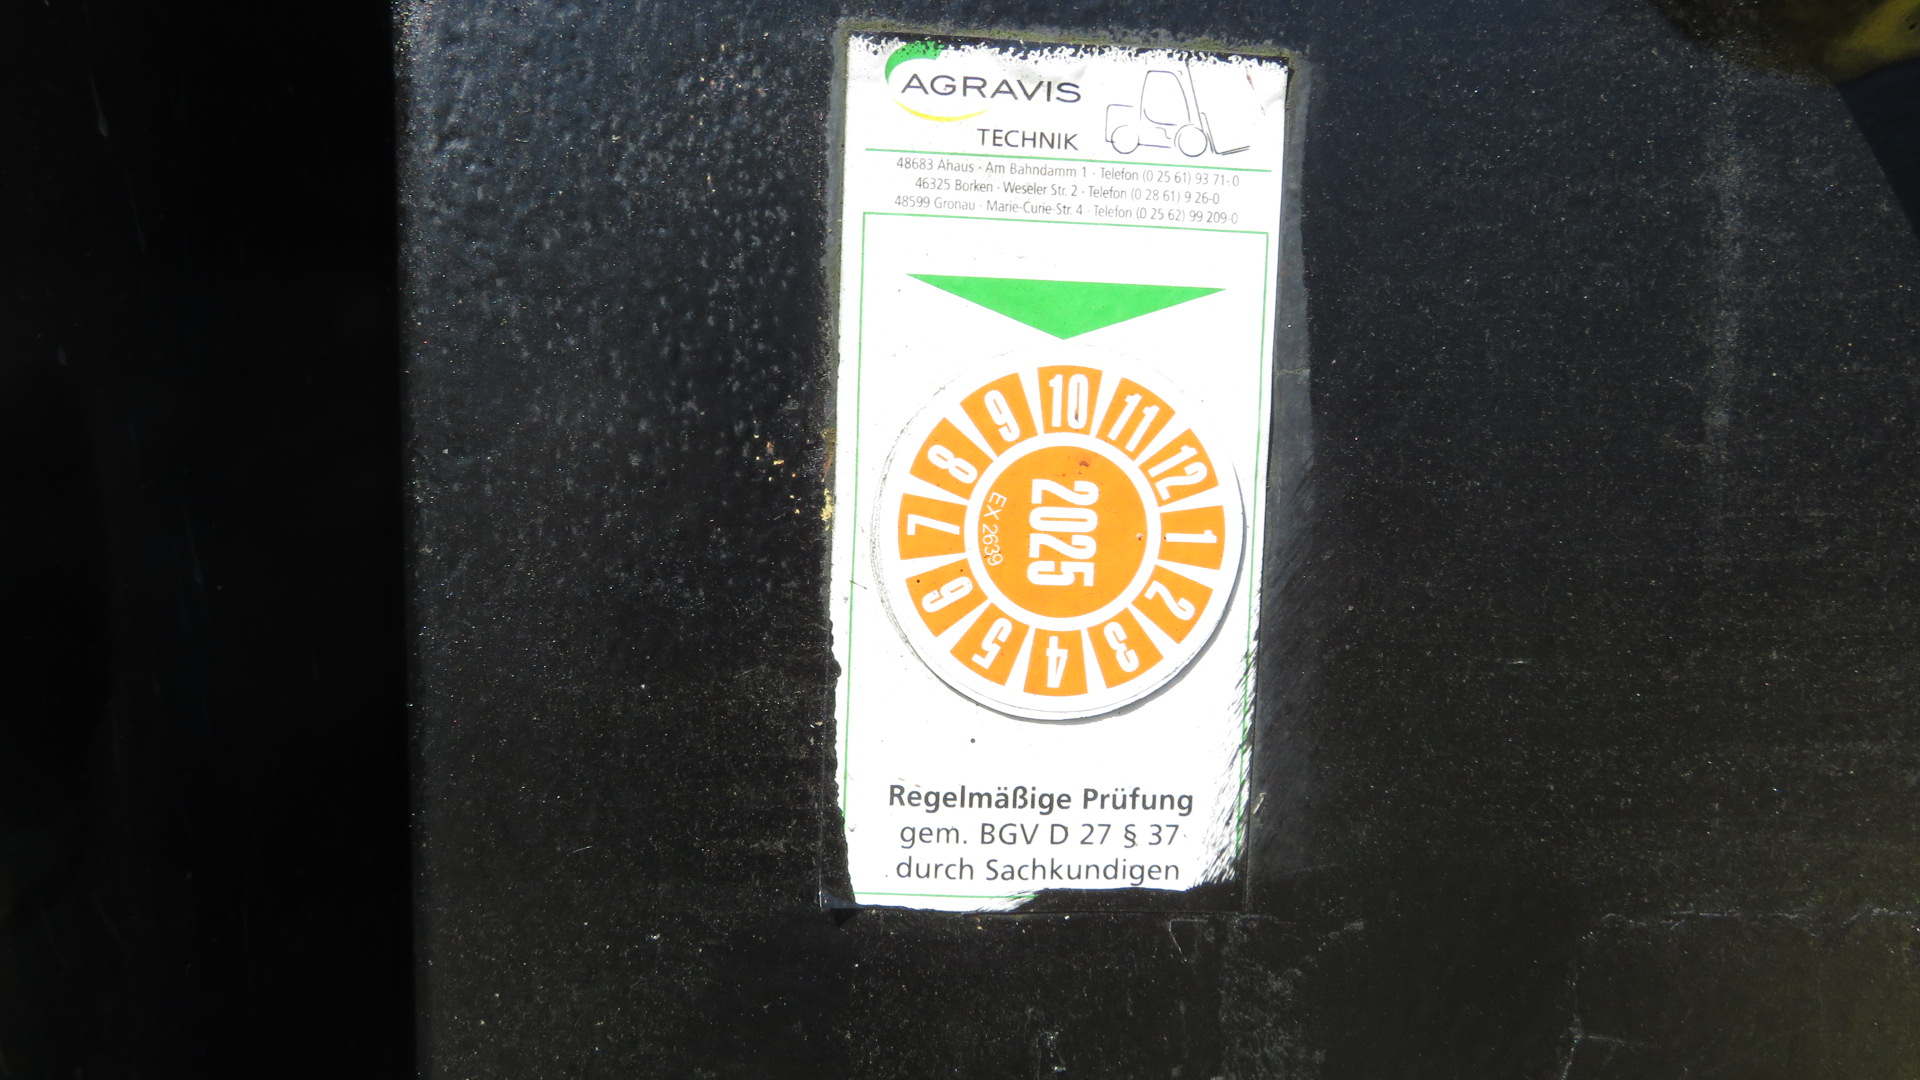 AGRAVIS
TECHNIK
48683 Ahaus · Am Bahndamm 1 · Telefon (0 25 61) 93 71-0
46325 Borken · Weseler Str. 2 · Telefon (0 28 61) 9 26-0
48599 Gronau · Marie-Curie-Str. 4 · Telefon (0 25 62) 99 209-0
10
11
12
1
2
3
4
5
6
7
8
9
2025
EX 2639
Regelmäßige Prüfung
gem. BGV D 27 § 37
durch Sachkundigen